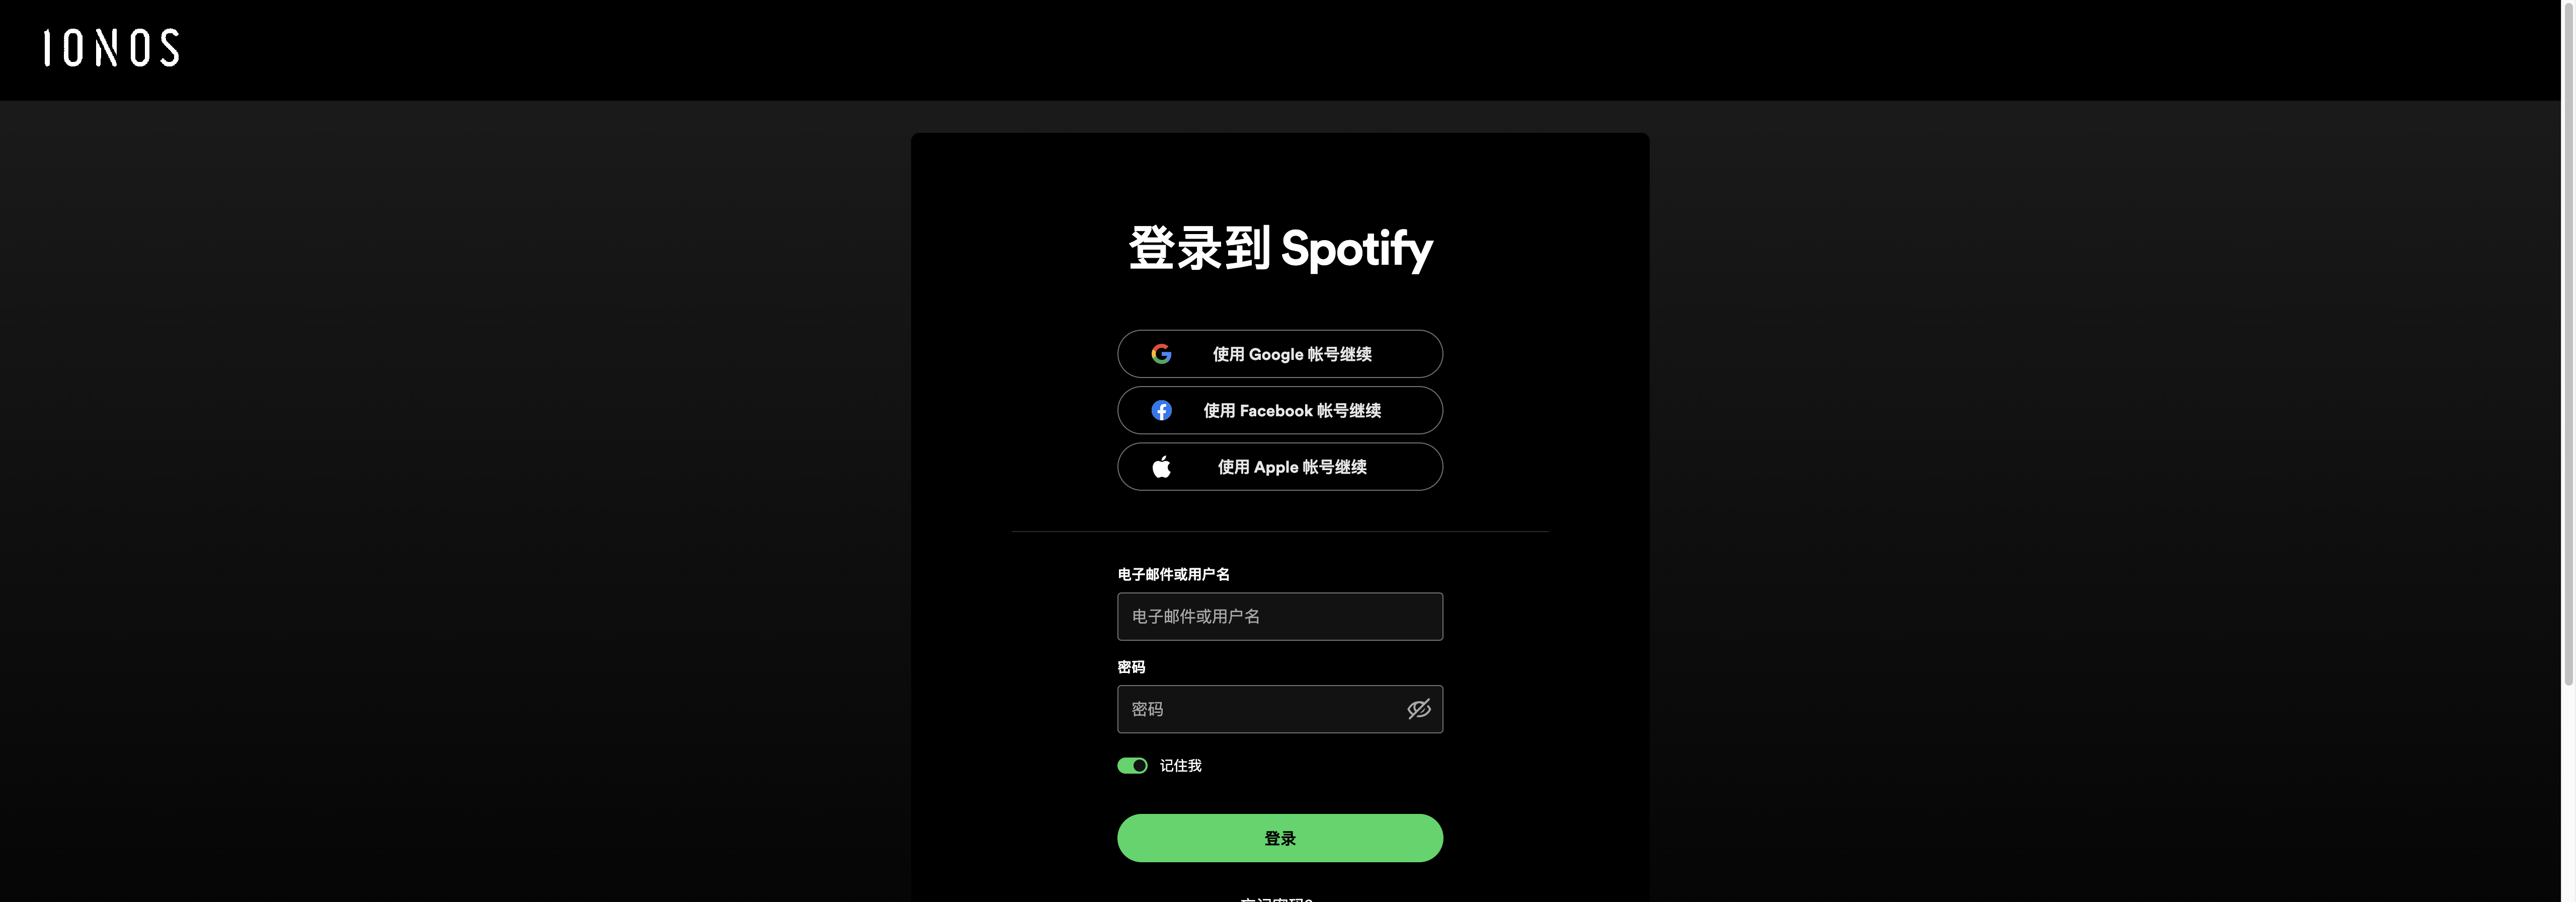 IONOS
登录到 Spotify
使用 Google 帐号继续
使用 Facebook 帐号继续
使用 Apple 帐号继续
电子邮件或用户名
电子邮件或用户名
密码
密码
记住我
登录